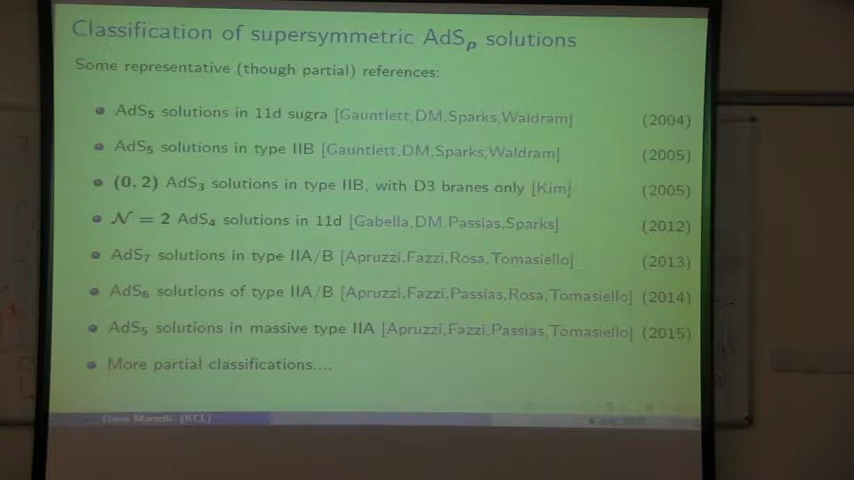 Classification of supersymmetric AdSp solutions
Some representative (though partial) references:
AdS5 solutions in 11d sugra [Gauntlett,DM,Sparks,Waldram] (2004)
AdS5 solutions in type IIB [Gauntlett,DM,Sparks,Waldram] (2005)
(0, 2) AdS3 solutions in type IIB, with D3 branes only [Kim] (2005)
N = 2 AdS4 solutions in 11d [Gabella,DM,Passias,Sparks] (2012)
AdS7 solutions in type IIA/B [Apruzzi,Fazzi,Rosa,Tomasiello] (2013)
AdS6 solutions of type IIA/B [Apruzzi,Fazzi,Passias,Rosa,Tomasiello] (2014)
AdS5 solutions in massive type IIA [Apruzzi,Fazzi,Passias,Tomasiello] (2015)
More partial classifications....
Martelli (KCL)